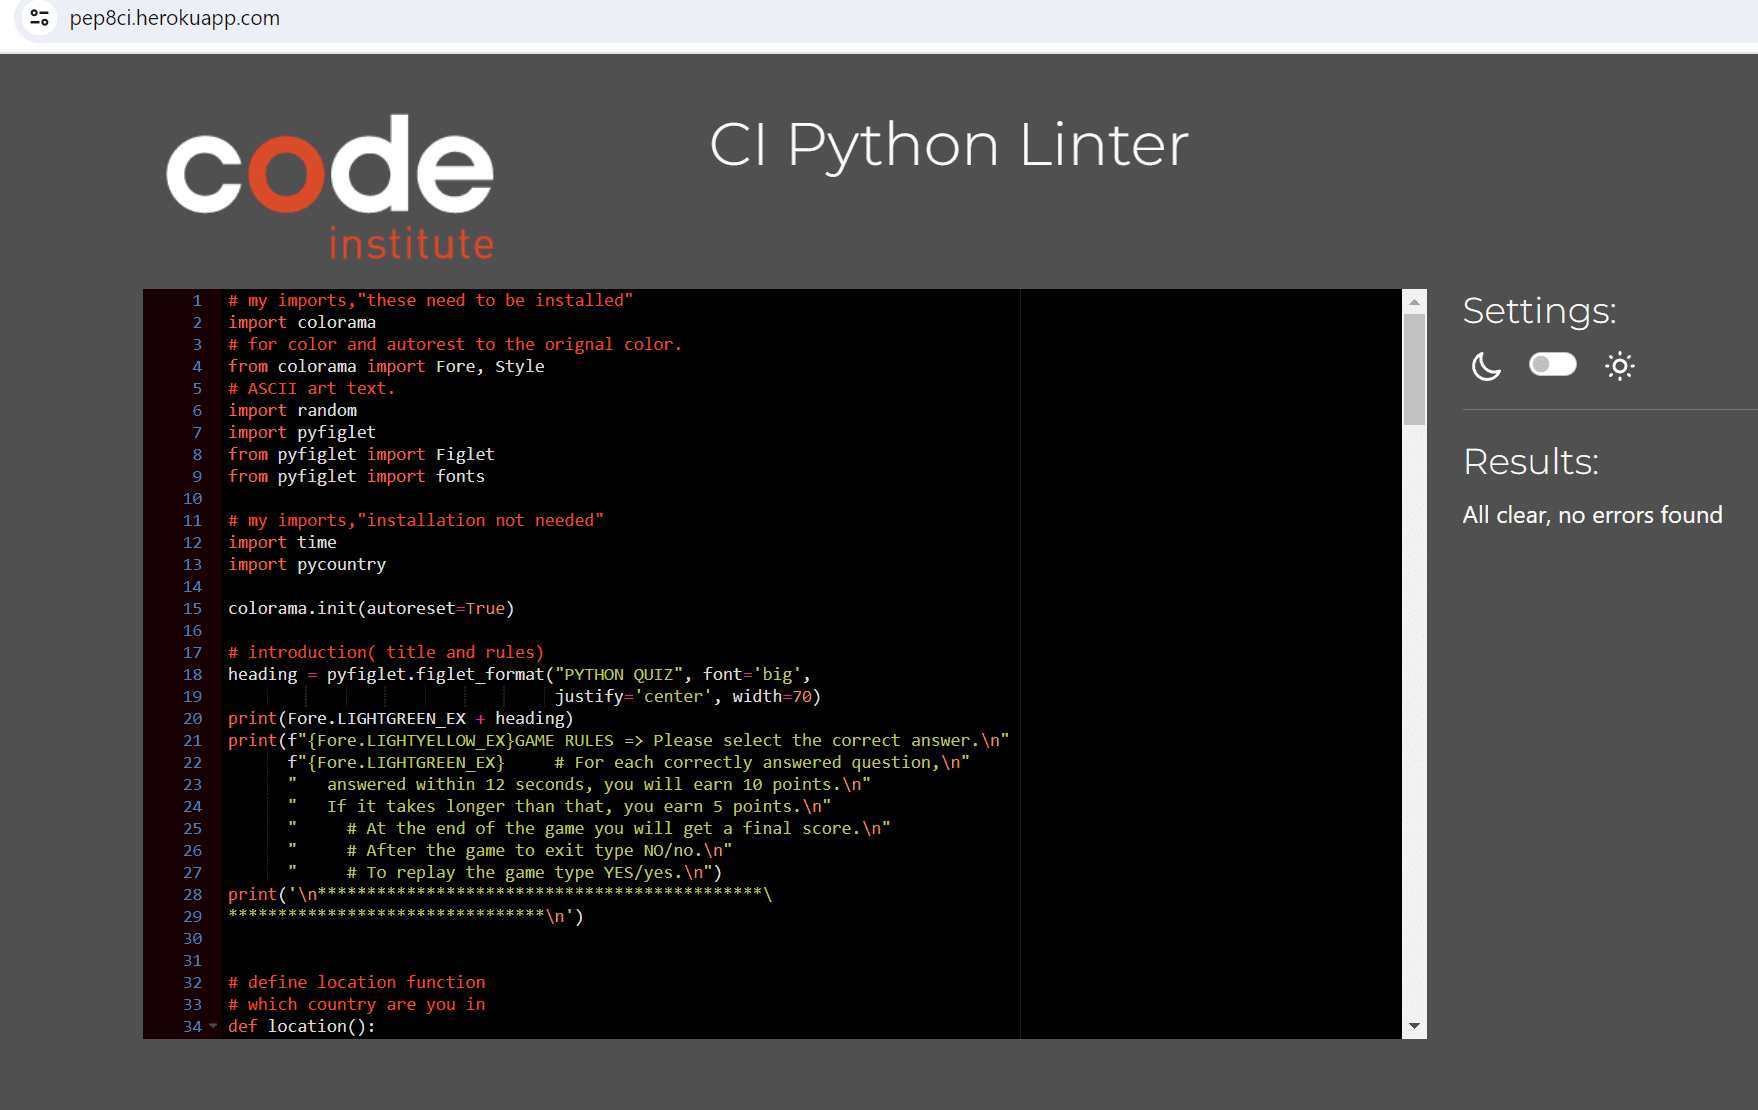 pep8ci.herokuapp.com
code
institute
CI Python Linter
1 # my imports,"these need to be installed"
2 import colorama
3 # for color and autorest to the orignal color.
4 from colorama import Fore, Style
5 # ASCII art text.
6 import random
7 import pyfiglet
8 from pyfiglet import Figlet
9 from pyfiglet import fonts
10
11 # my imports,"installation not needed"
12 import time
13 import pycountry
14
15 colorama.init(autoreset=True)
16
17 # introduction( title and rules)
18 heading = pyfiglet.figlet_format("PYTHON QUIZ", font='big',
19                                  justify='center', width=70)
20 print(Fore.LIGHTGREEN_EX + heading)
21 print(f"{Fore.LIGHTYELLOW_EX}GAME RULES => Please select the correct answer.\n"
22       f"{Fore.LIGHTGREEN_EX}     # For each correctly answered question,\n"
23       "   answered within 12 seconds, you will earn 10 points.\n"
24       "   If it takes longer than that, you earn 5 points.\n"
25       "     # At the end of the game you will get a final score.\n"
26       "     # After the game to exit type NO/no.\n"
27       "     # To replay the game type YES/yes.\n")
28 print('\n*********************************************\
29 ********************************\n')
30
31
32 # define location function
33 # which country are you in
34 def location():
Settings:
Results:
All clear, no errors found